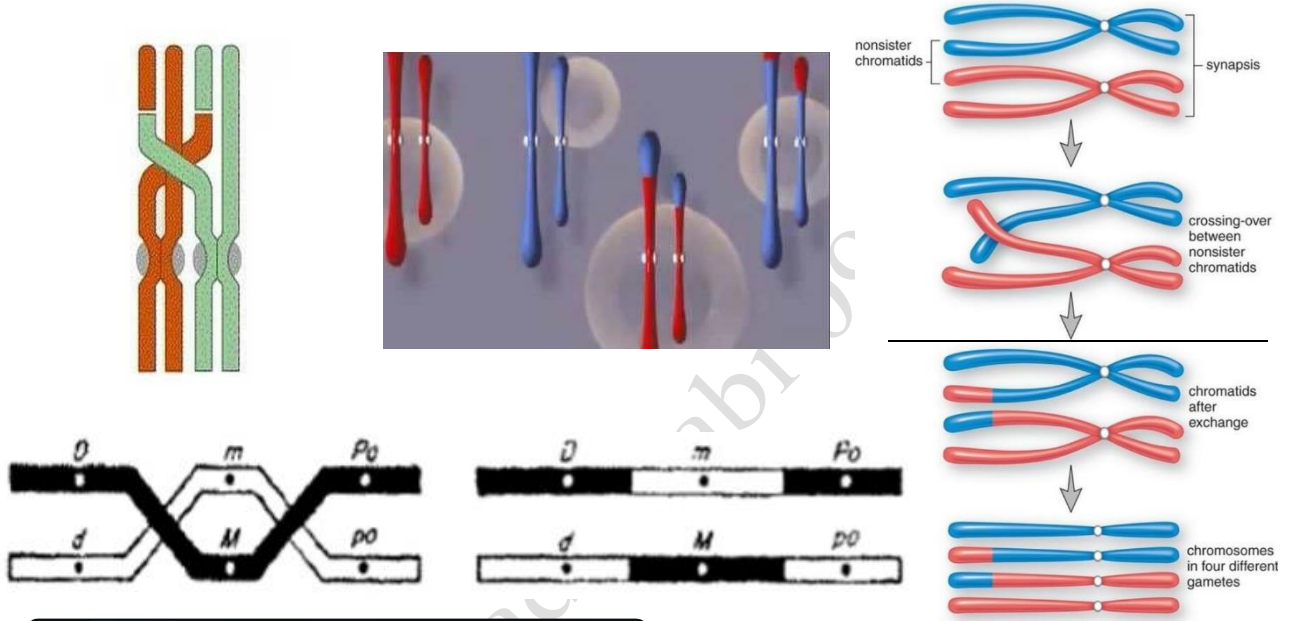 nonsister
chromatids
synapsis
crossing-over
between
nonsister
chromatids
chromatids
after
exchange
chromosomes
in four different
gametes
D m Po
d M po
D m Po
d M po